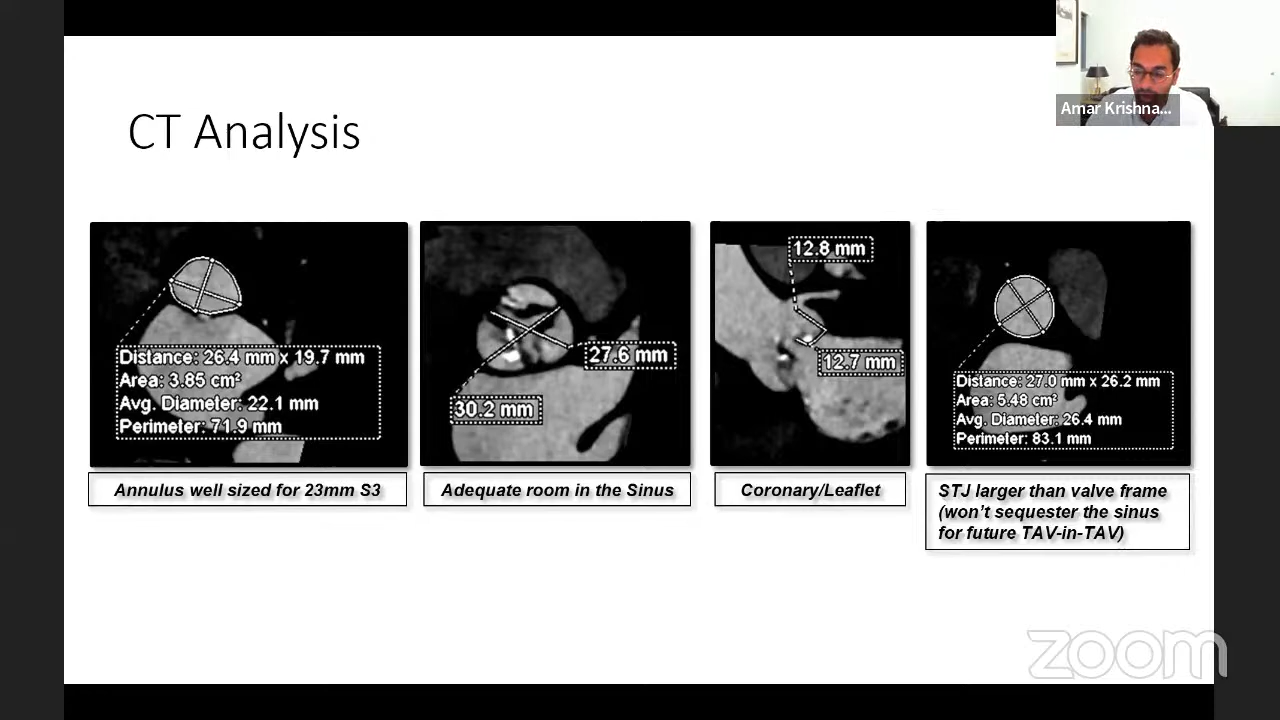 Amar Krishna...
CT Analysis
Distance: 26.4 mm x 19.7 mm
Area: 3.85 cm²
Avg. Diameter: 22.1 mm
Perimeter: 71.9 mm
27.6 mm
30.2 mm
12.8 mm
12.7 mm
Distance: 27.0 mm x 26.2 mm
Area: 5.48 cm²
Avg. Diameter: 26.4 mm
Perimeter: 83.1 mm
Annulus well sized for 23mm S3
Adequate room in the Sinus
Coronary/Leaflet
STJ larger than valve frame
(won't sequester the sinus
for future TAV-in-TAV)
zoom